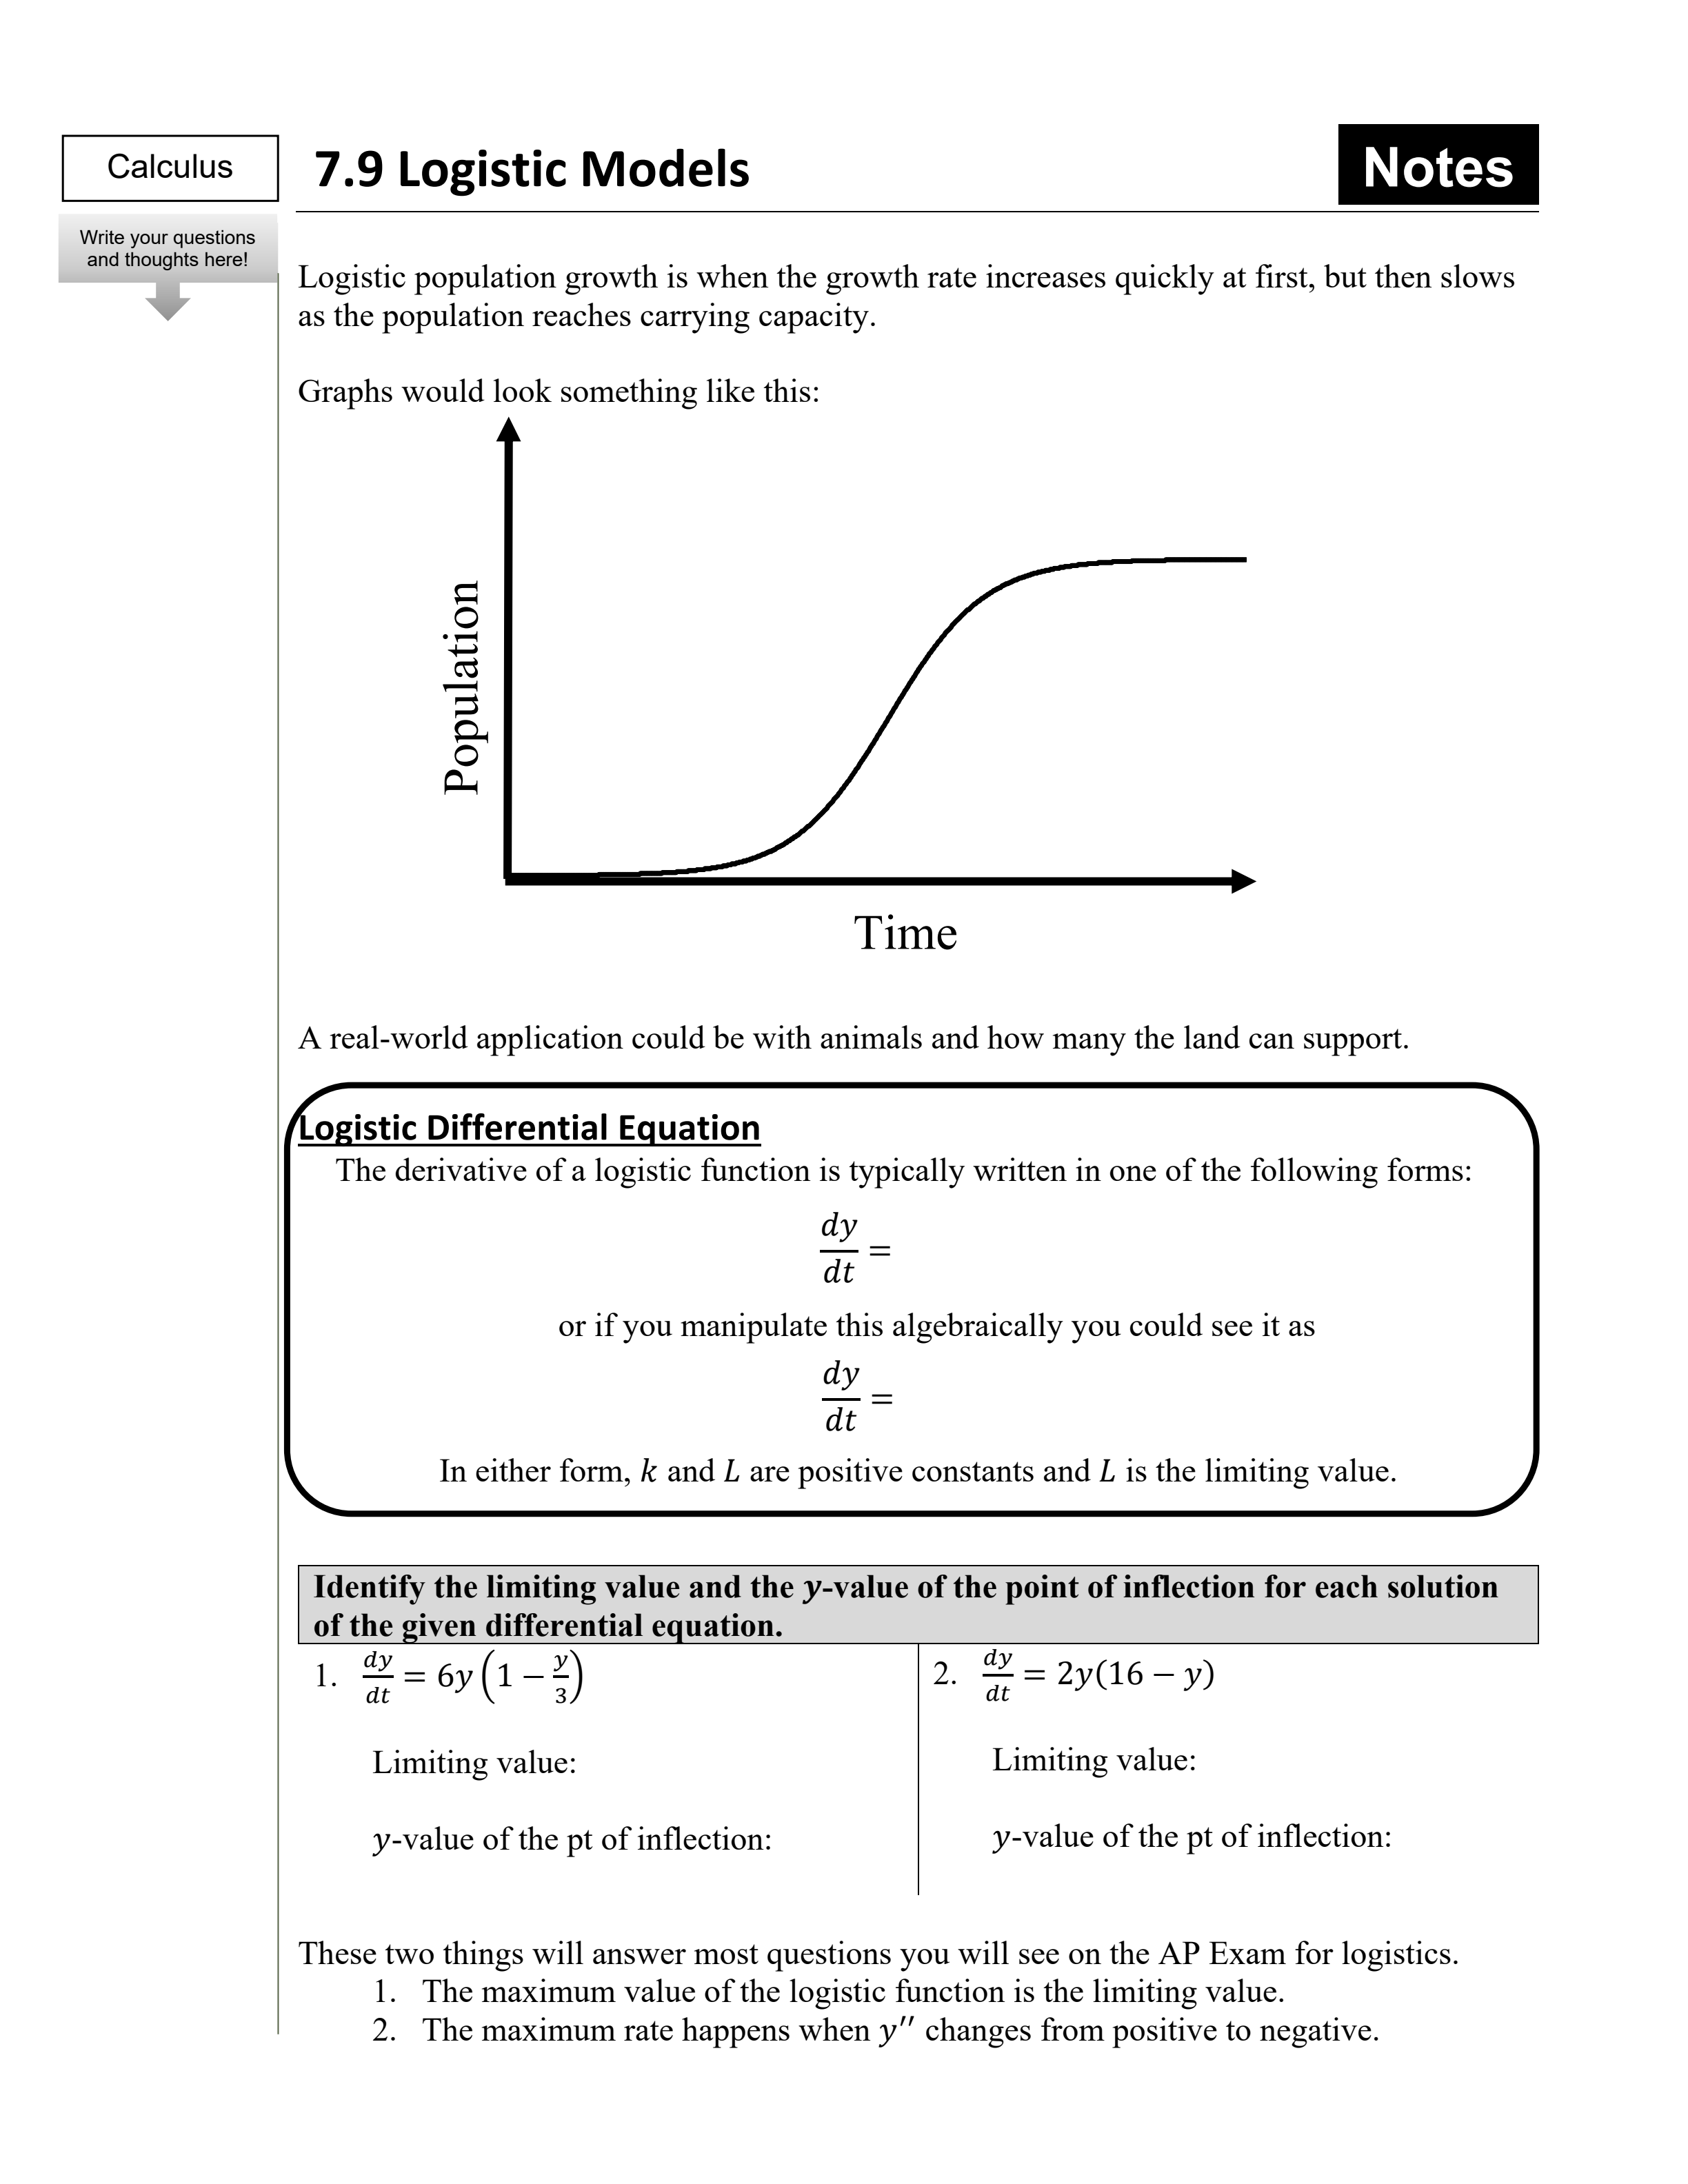 Calculus
7.9 Logistic Models
Notes
Write your questions
and thoughts here!
Logistic population growth is when the growth rate increases quickly at first, but then slows
as the population reaches carrying capacity.
Graphs would look something like this:
Population
Time
A real-world application could be with animals and how many the land can support.
Logistic Differential Equation
The derivative of a logistic function is typically written in one of the following forms:
dy/dt =
or if you manipulate this algebraically you could see it as
dy/dt =
In either form, k and L are positive constants and L is the limiting value.
Identify the limiting value and the y-value of the point of inflection for each solution
of the given differential equation.
1. dy/dt = 6y(1 − y/3)
Limiting value:
y-value of the pt of inflection:
2. dy/dt = 2y(16 − y)
Limiting value:
y-value of the pt of inflection:
These two things will answer most questions you will see on the AP Exam for logistics.
1. The maximum value of the logistic function is the limiting value.
2. The maximum rate happens when y″ changes from positive to negative.